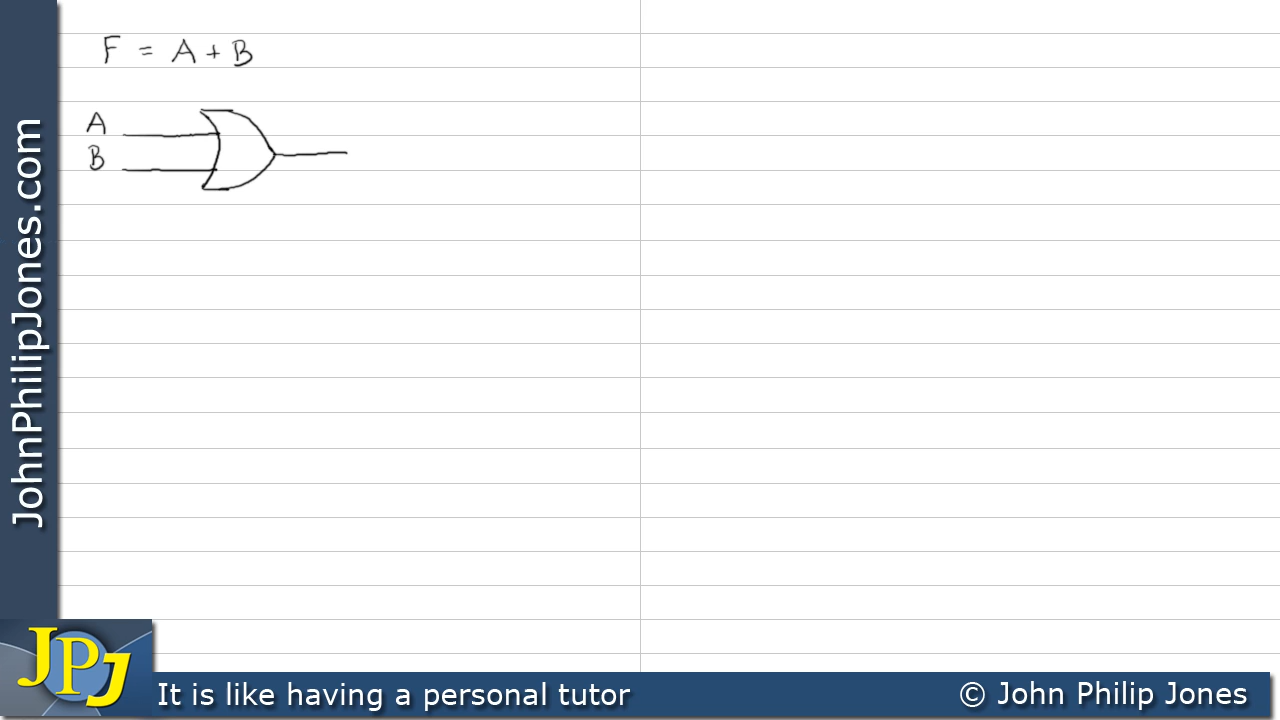 F = A + B
A
B
JohnPhilipJones.com
JPJ
It is like having a personal tutor
© John Philip Jones